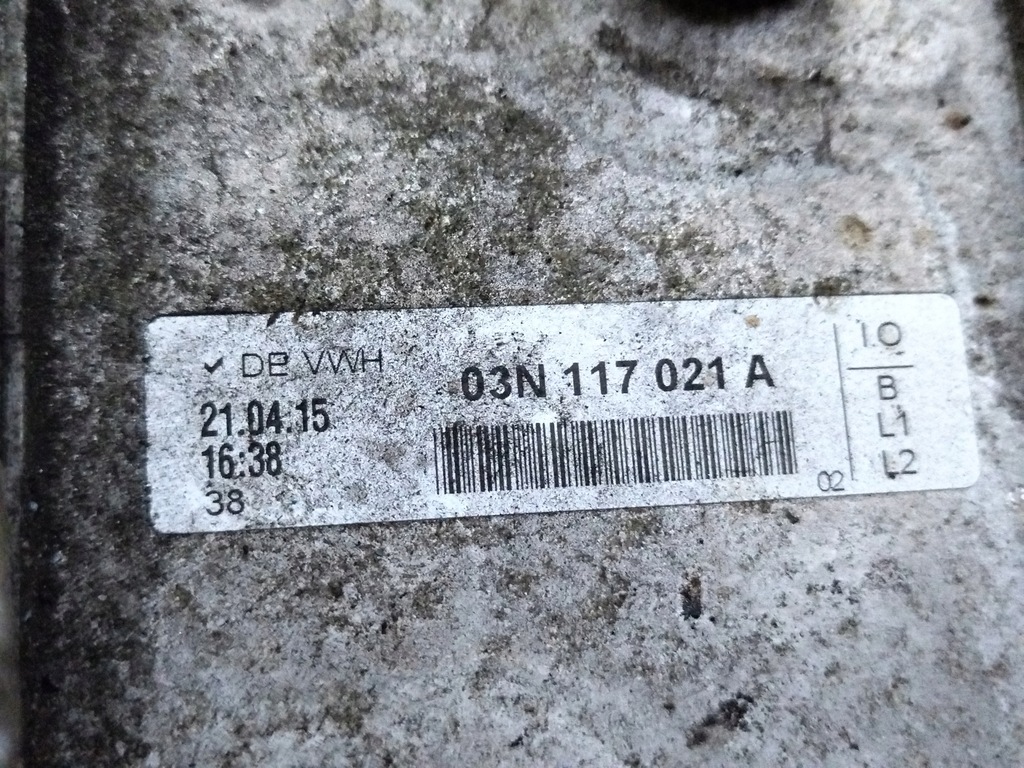 ✓ DE VWH
21.04.15
16:38
38
03N 117 021 A
02
I.O
B
L1
L2